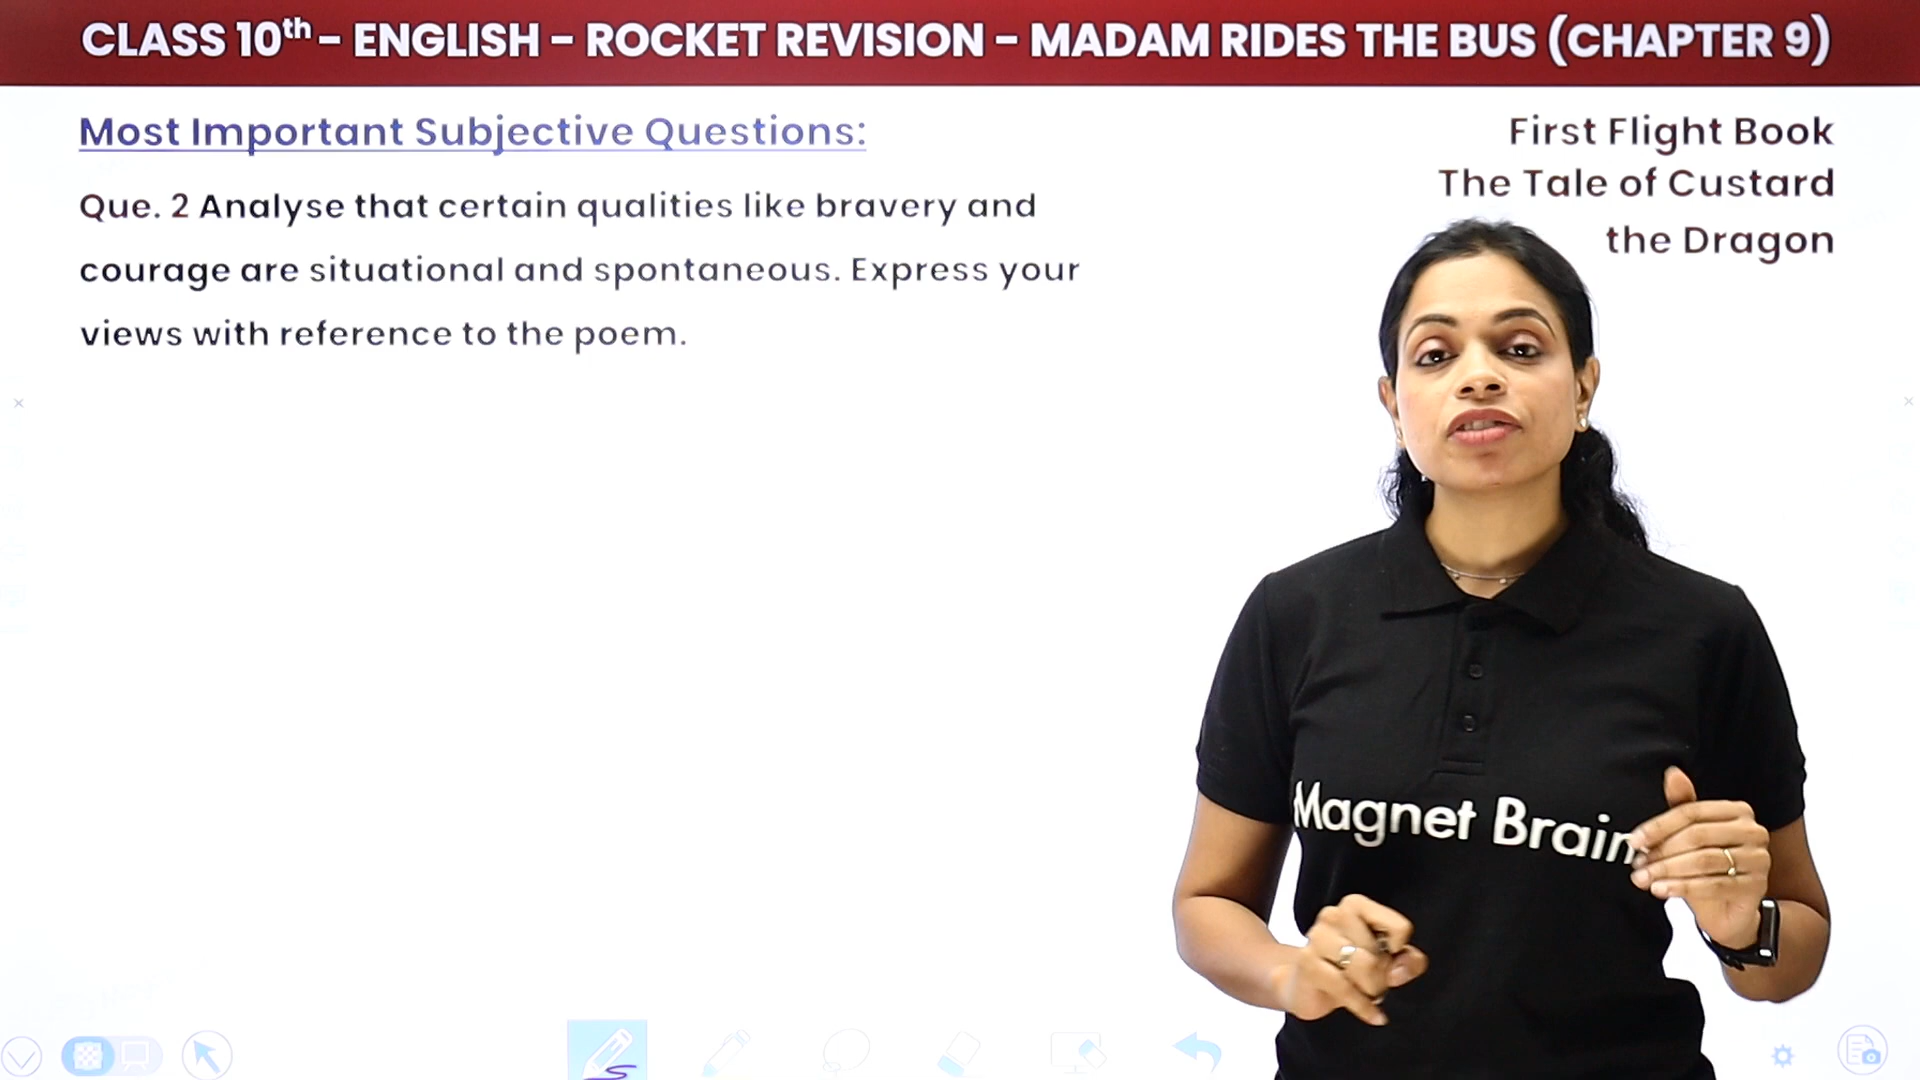 CLASS 10th - ENGLISH - ROCKET REVISION - MADAM RIDES THE BUS (CHAPTER 9)
Most Important Subjective Questions:
First Flight Book
The Tale of Custard
the Dragon
Que. 2 Analyse that certain qualities like bravery and
courage are situational and spontaneous. Express your
views with reference to the poem.
Magnet Brain